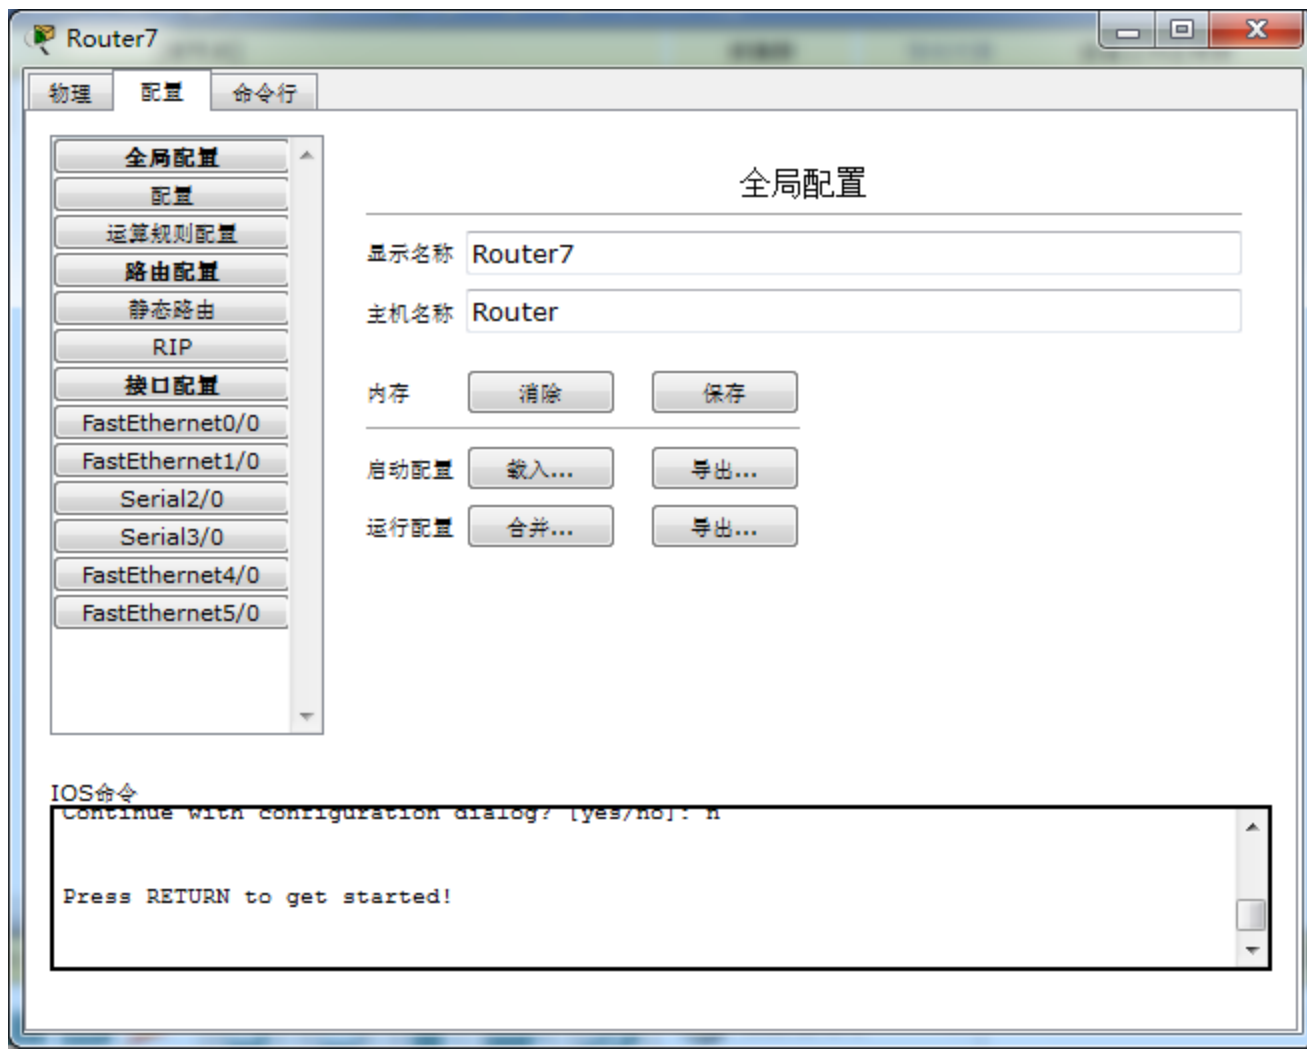 Router7
物理 配置 命令行
全局配置
配置
运算规则配置
路由配置
静态路由
RIP
接口配置
FastEthernet0/0
FastEthernet1/0
Serial2/0
Serial3/0
FastEthernet4/0
FastEthernet5/0
全局配置
显示名称 Router7
主机名称 Router
内存 消除 保存
启动配置 载入... 导出...
运行配置 合并... 导出...
IOS命令
Continue with configuration dialog? [yes/no]: n
Press RETURN to get started!